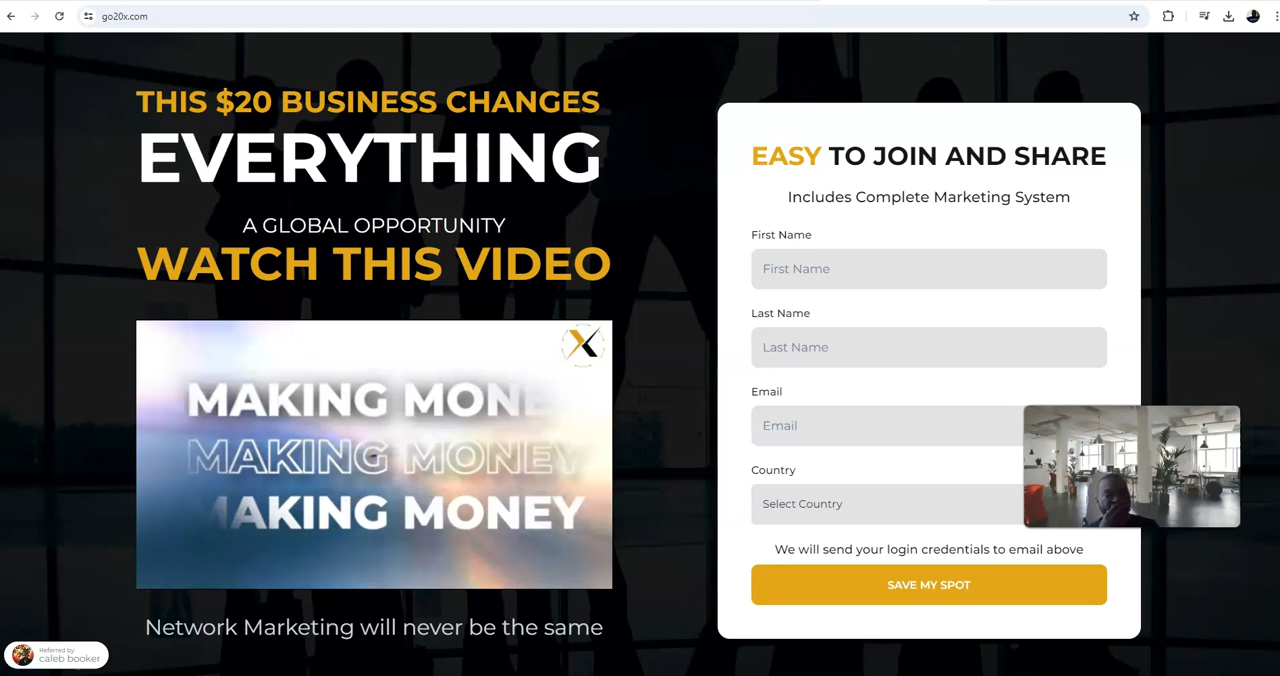 go20x.com
THIS $20 BUSINESS CHANGES
EVERYTHING
A GLOBAL OPPORTUNITY
WATCH THIS VIDEO
MAKING MONE
MAKING MONEY
MAKING MONEY
Network Marketing will never be the same
Referred by
caleb booker
EASY TO JOIN AND SHARE
Includes Complete Marketing System
First Name
First Name
Last Name
Last Name
Email
Email
Country
Select Country
We will send your login credentials to email above
SAVE MY SPOT